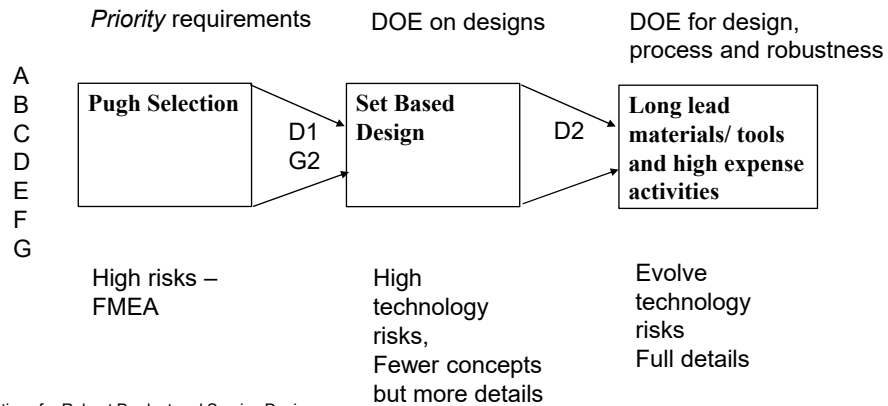 Priority requirements
DOE on designs
DOE for design,
process and robustness
A
B
C
D
E
F
G
Pugh Selection
D1
G2
Set Based
Design
D2
Long lead
materials/ tools
and high expense
activities
High risks –
FMEA
High
technology
risks,
Fewer concepts
but more details
Evolve
technology
risks
Full details